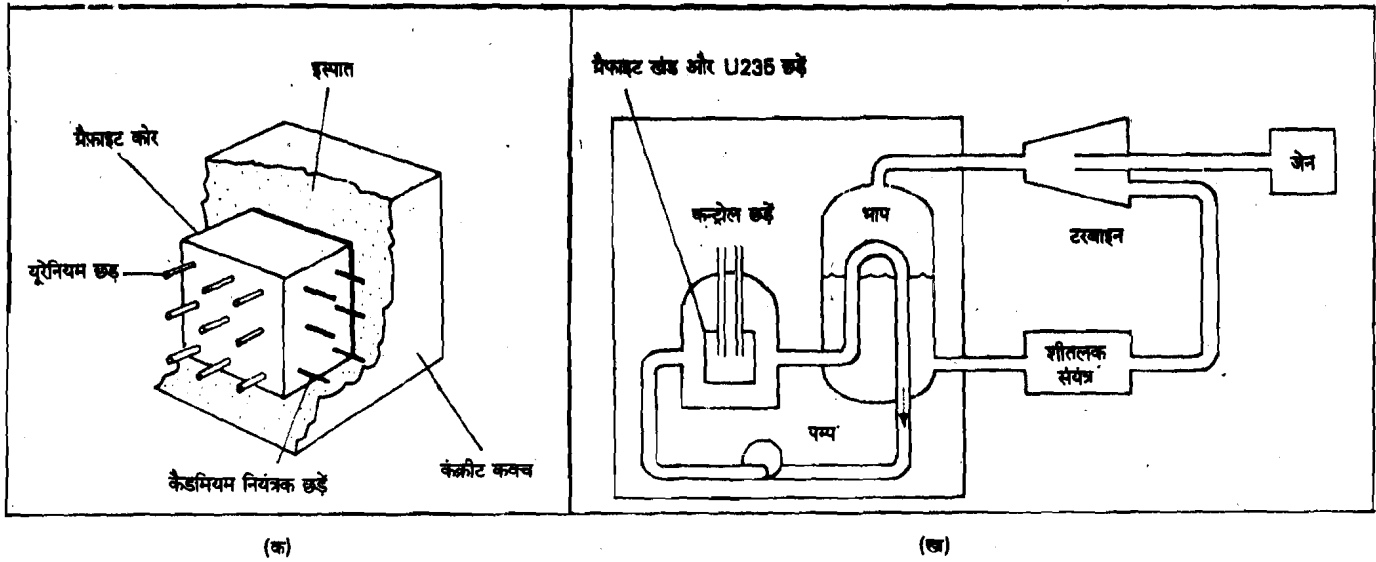 इस्पात
ग्रैफ़ाइट कोर
यूरेनियम छड़
कैडमियम नियंत्रक छड़ें
कंक्रीट कवच
(क)
ग्रैफाइट खंड और U235 छड़ें
कन्ट्रोल छड़ें
भाप
पम्प
टरबाइन
जेन
शीतलक
संयंत्र
(ख)